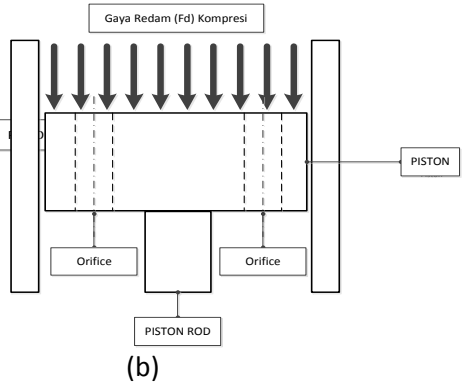 Gaya Redam (Fd) Kompresi
PISTON
Orifice
Orifice
PISTON ROD
(b)